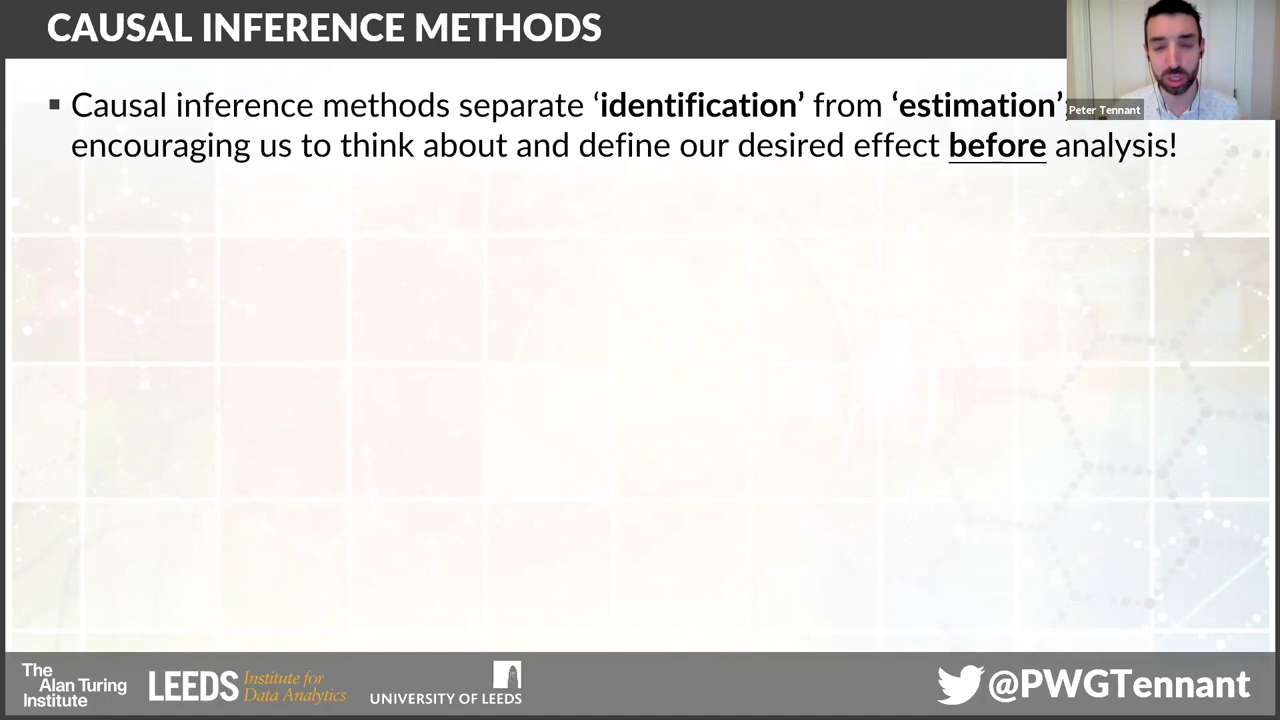 CAUSAL INFERENCE METHODS
Causal inference methods separate ‘identification’ from ‘estimation’,
encouraging us to think about and define our desired effect before analysis!
Peter Tennant
The
Alan Turing
Institute
LEEDS Institute for
Data Analytics
UNIVERSITY OF LEEDS
@PWGTennant